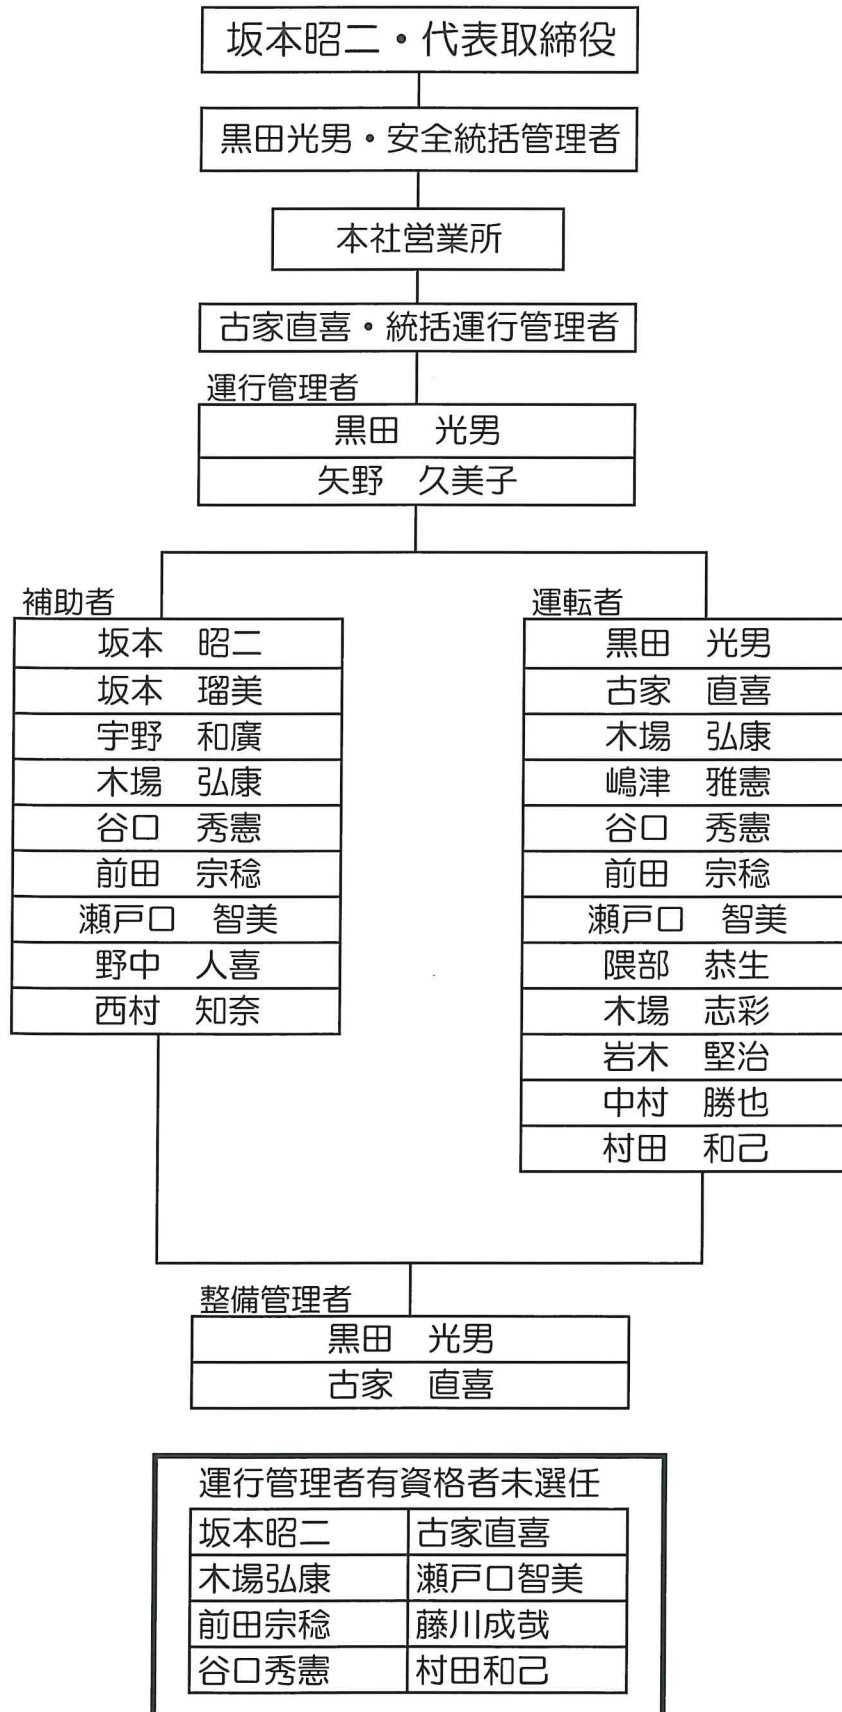 坂本昭二・代表取締役
黒田光男・安全統括管理者
本社営業所
古家直喜・統括運行管理者
運行管理者
黒田　光男
矢野　久美子
補助者
坂本　昭二
坂本　瑠美
宇野　和廣
木場　弘康
谷口　秀憲
前田　宗稔
瀬戸口　智美
野中　人喜
西村　知奈
運転者
黒田　光男
古家　直喜
木場　弘康
嶋津　雅憲
谷口　秀憲
前田　宗稔
瀬戸口　智美
隈部　恭生
木場　志彩
岩木　堅治
中村　勝也
村田　和己
整備管理者
黒田　光男
古家　直喜
運行管理者有資格者未選任
坂本昭二　古家直喜
木場弘康　瀬戸口智美
前田宗稔　藤川成哉
谷口秀憲　村田和己